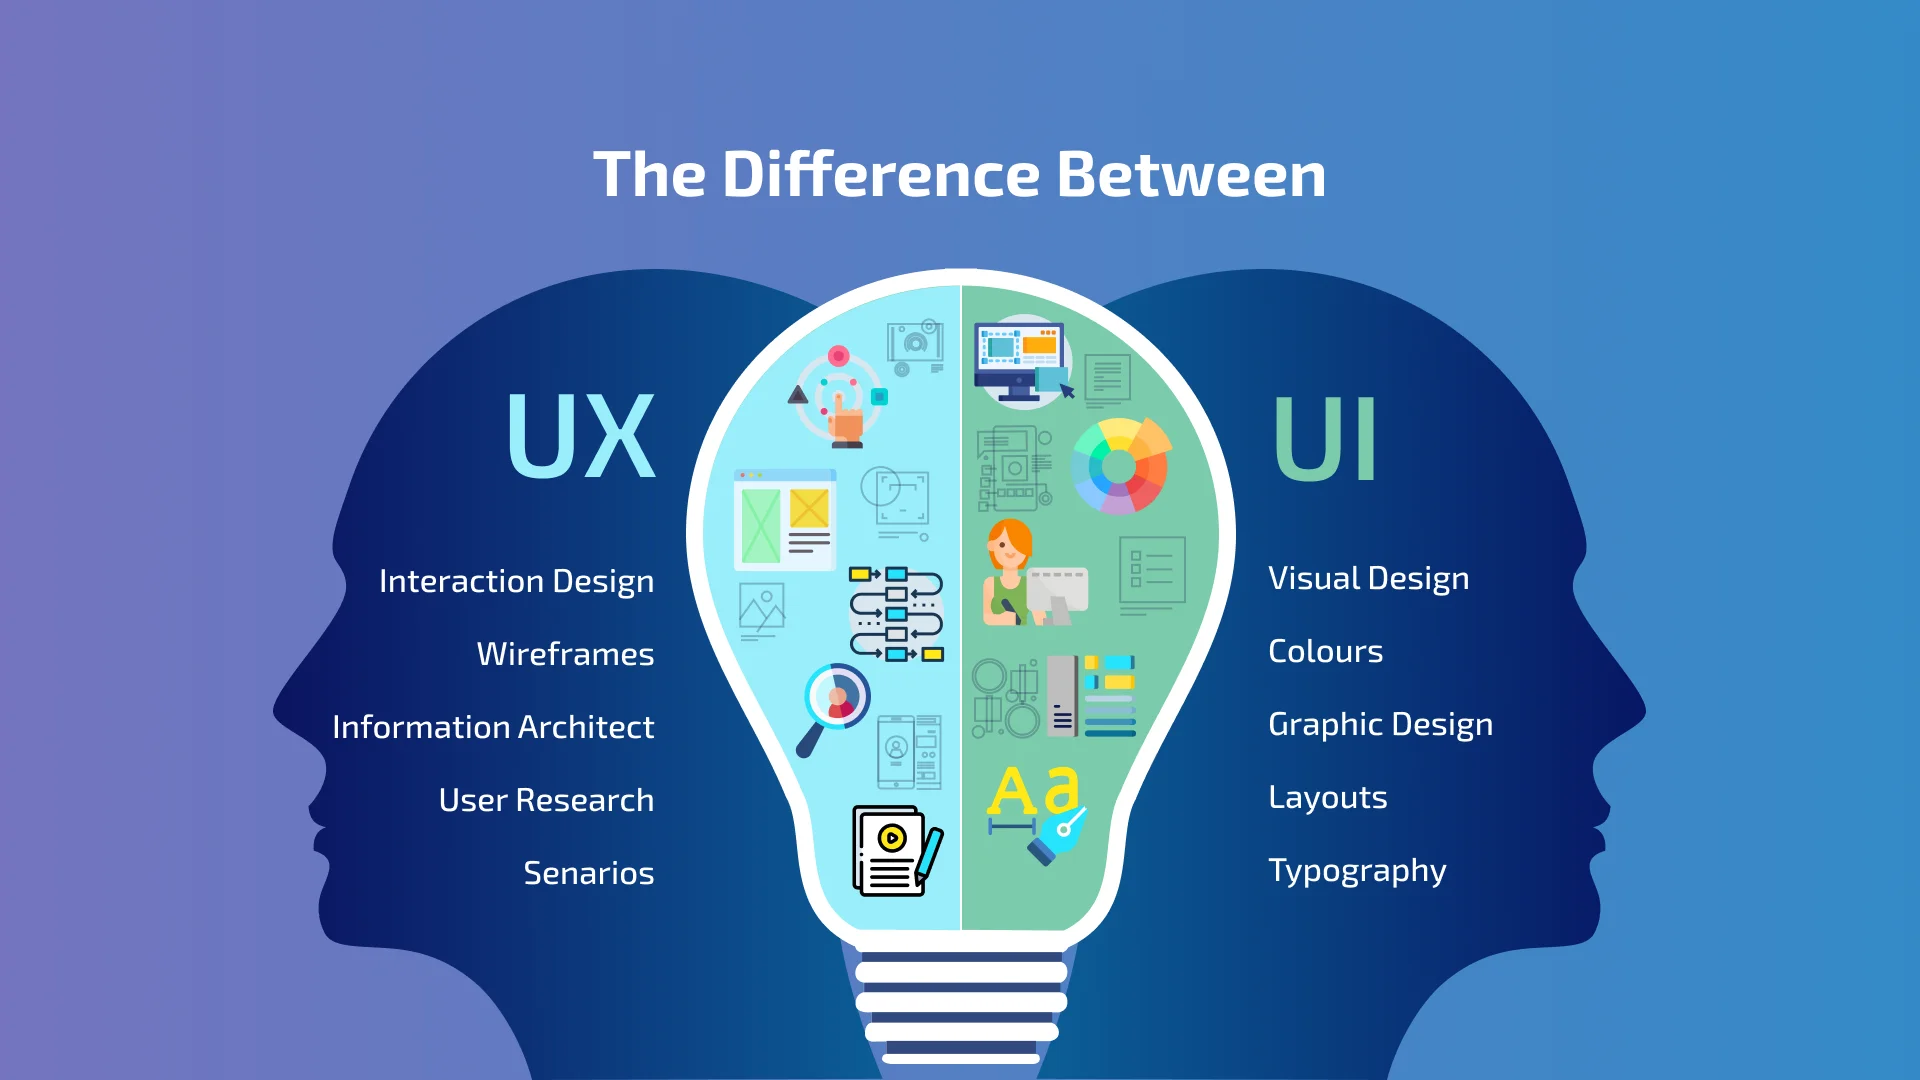 The Difference Between
UX
Interaction Design
Wireframes
Information Architect
User Research
Senarios
UI
Visual Design
Colours
Graphic Design
Layouts
Typography
Aa